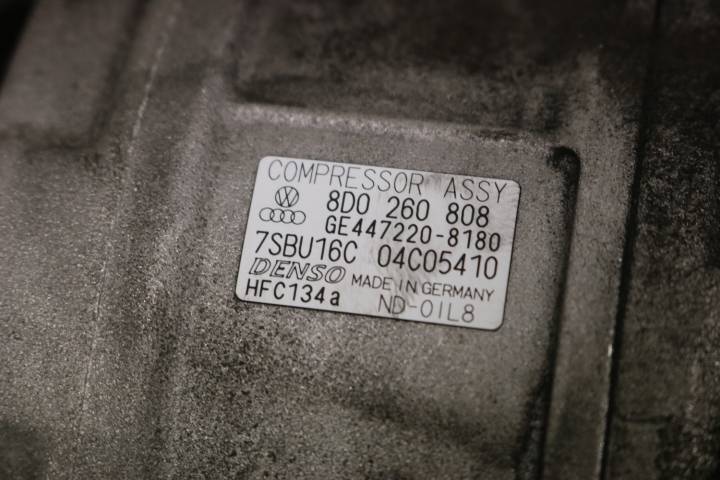 COMPRESSOR ASSY
8D0 260 808
GE447220-8180
7SBU16C 04C05410
DENSO MADE IN GERMANY
HFC134a ND-OIL8